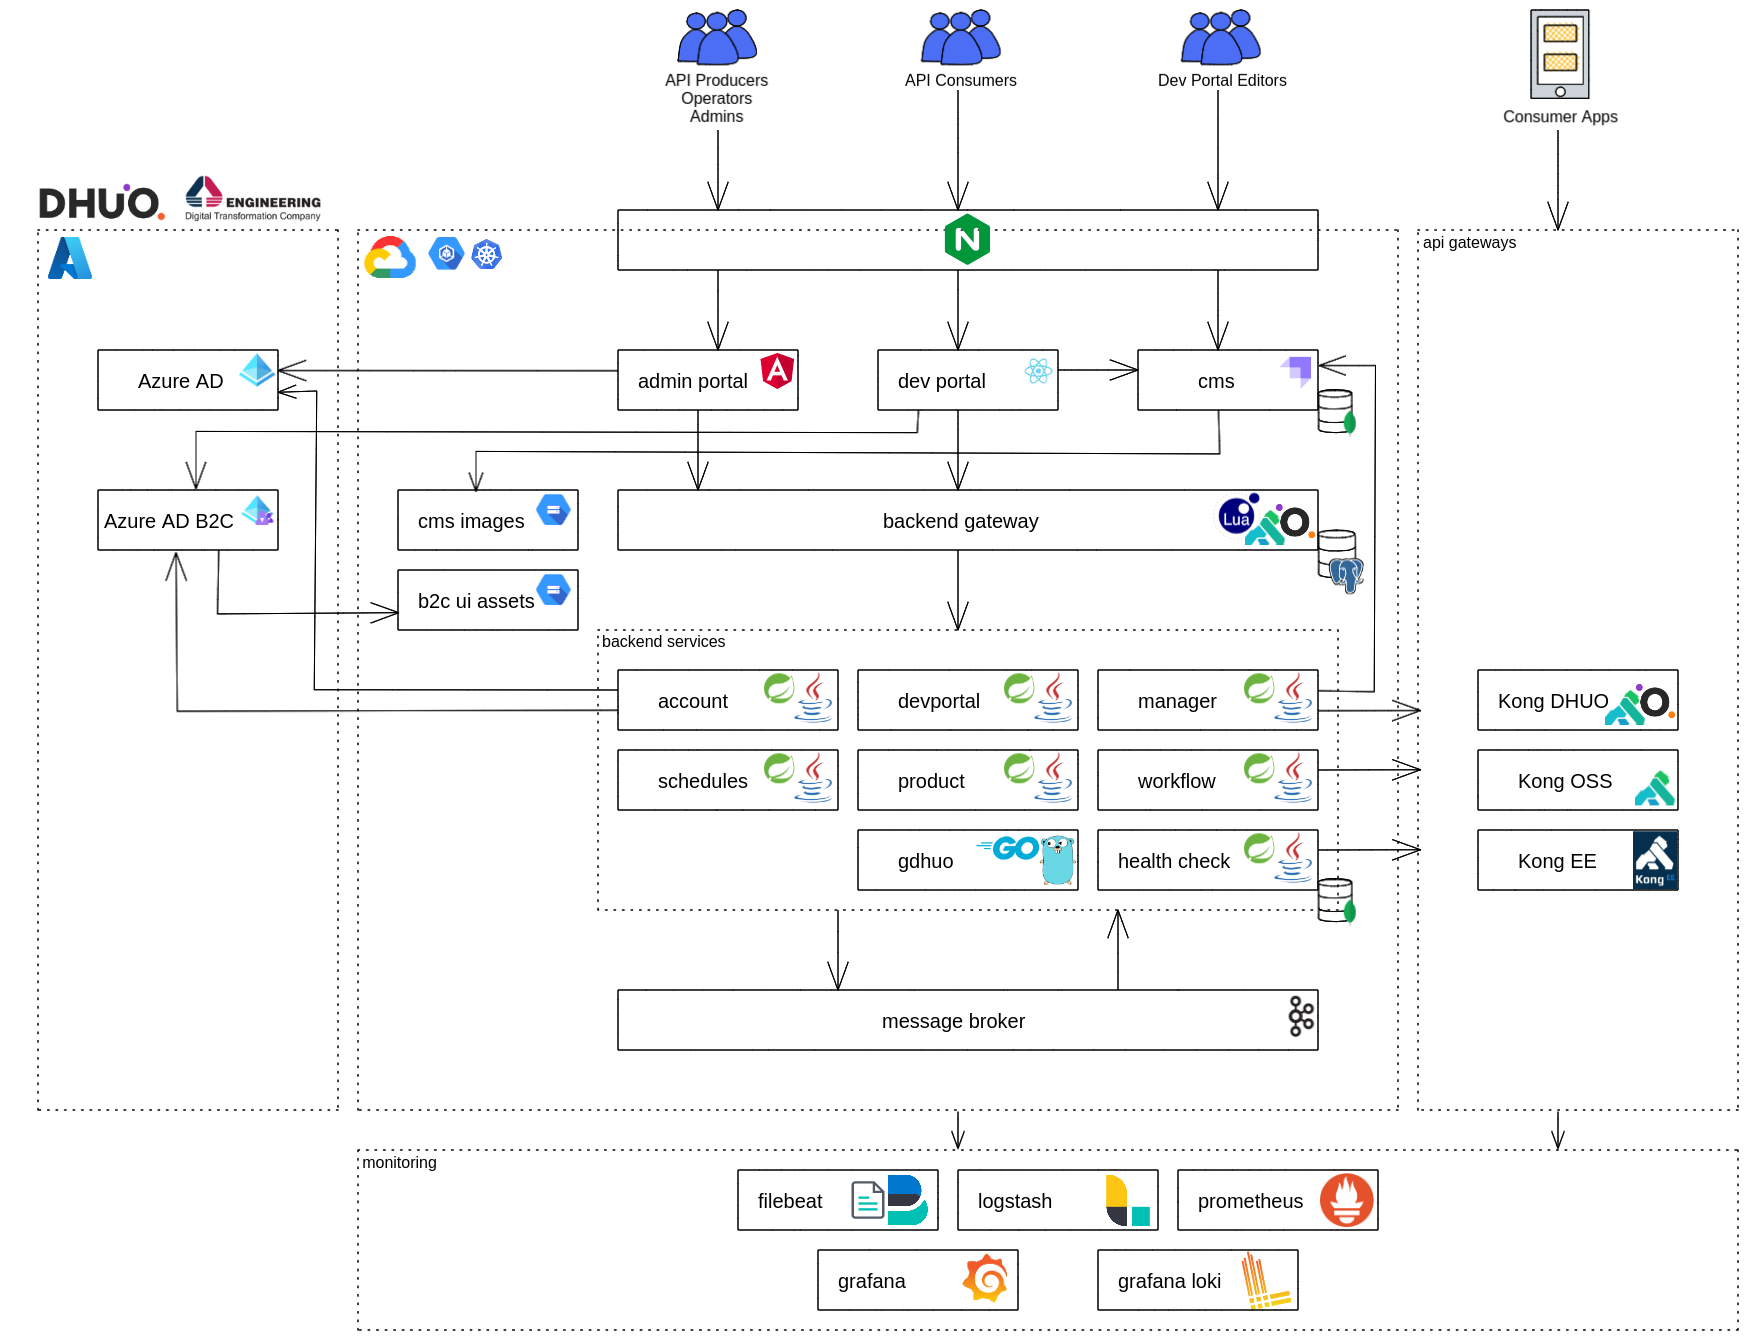 API Producers
Operators
Admins
API Consumers
Dev Portal Editors
Consumer Apps
DHUO.
ENGINEERING
Digital Transformation Company
api gateways
Azure AD
admin portal
dev portal
cms
Azure AD B2C
cms images
backend gateway
Lua
b2c ui assets
backend services
account
devportal
manager
Kong DHUO
schedules
product
workflow
Kong OSS
gdhuo
GO
health check
Kong EE
Kong EE
message broker
monitoring
filebeat
logstash
prometheus
grafana
grafana loki